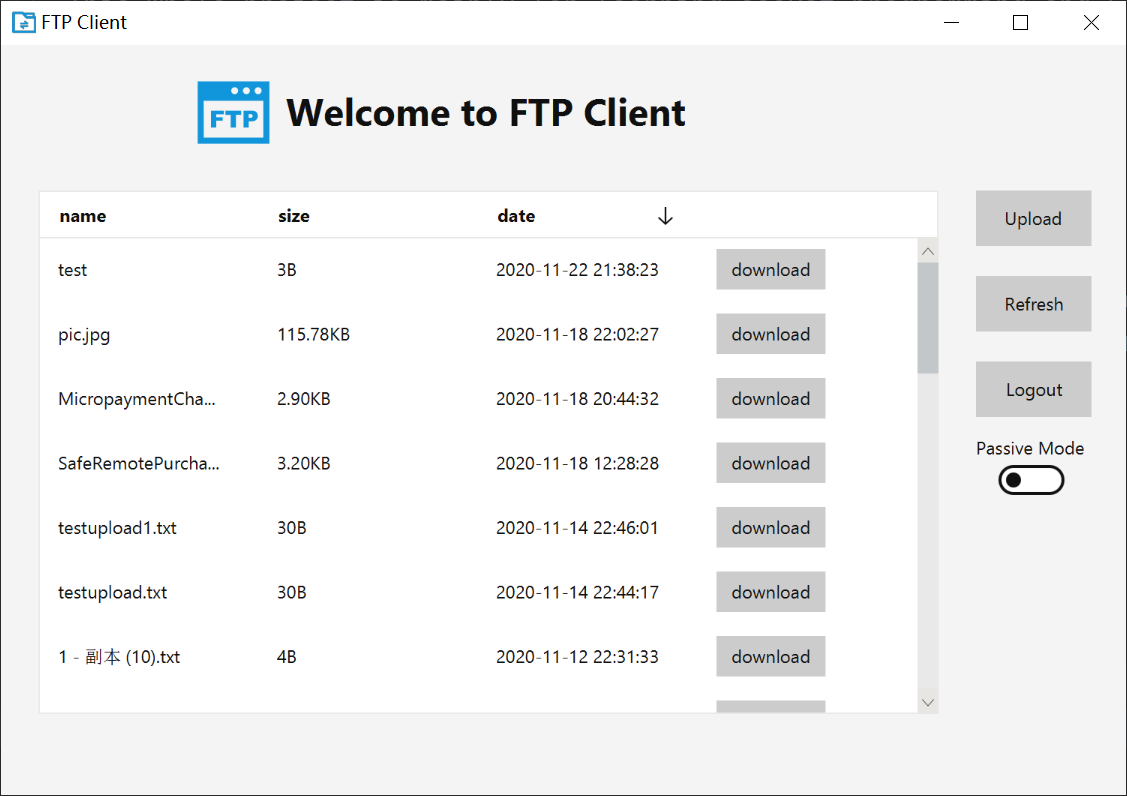 FTP Client
FTP Welcome to FTP Client
name size date
test 3B 2020-11-22 21:38:23 download
pic.jpg 115.78KB 2020-11-18 22:02:27 download
MicropaymentCha... 2.90KB 2020-11-18 20:44:32 download
SafeRemotePurcha... 3.20KB 2020-11-18 12:28:28 download
testupload1.txt 30B 2020-11-14 22:46:01 download
testupload.txt 30B 2020-11-14 22:44:17 download
1 - 副本 (10).txt 4B 2020-11-12 22:31:33 download
Upload
Refresh
Logout
Passive Mode